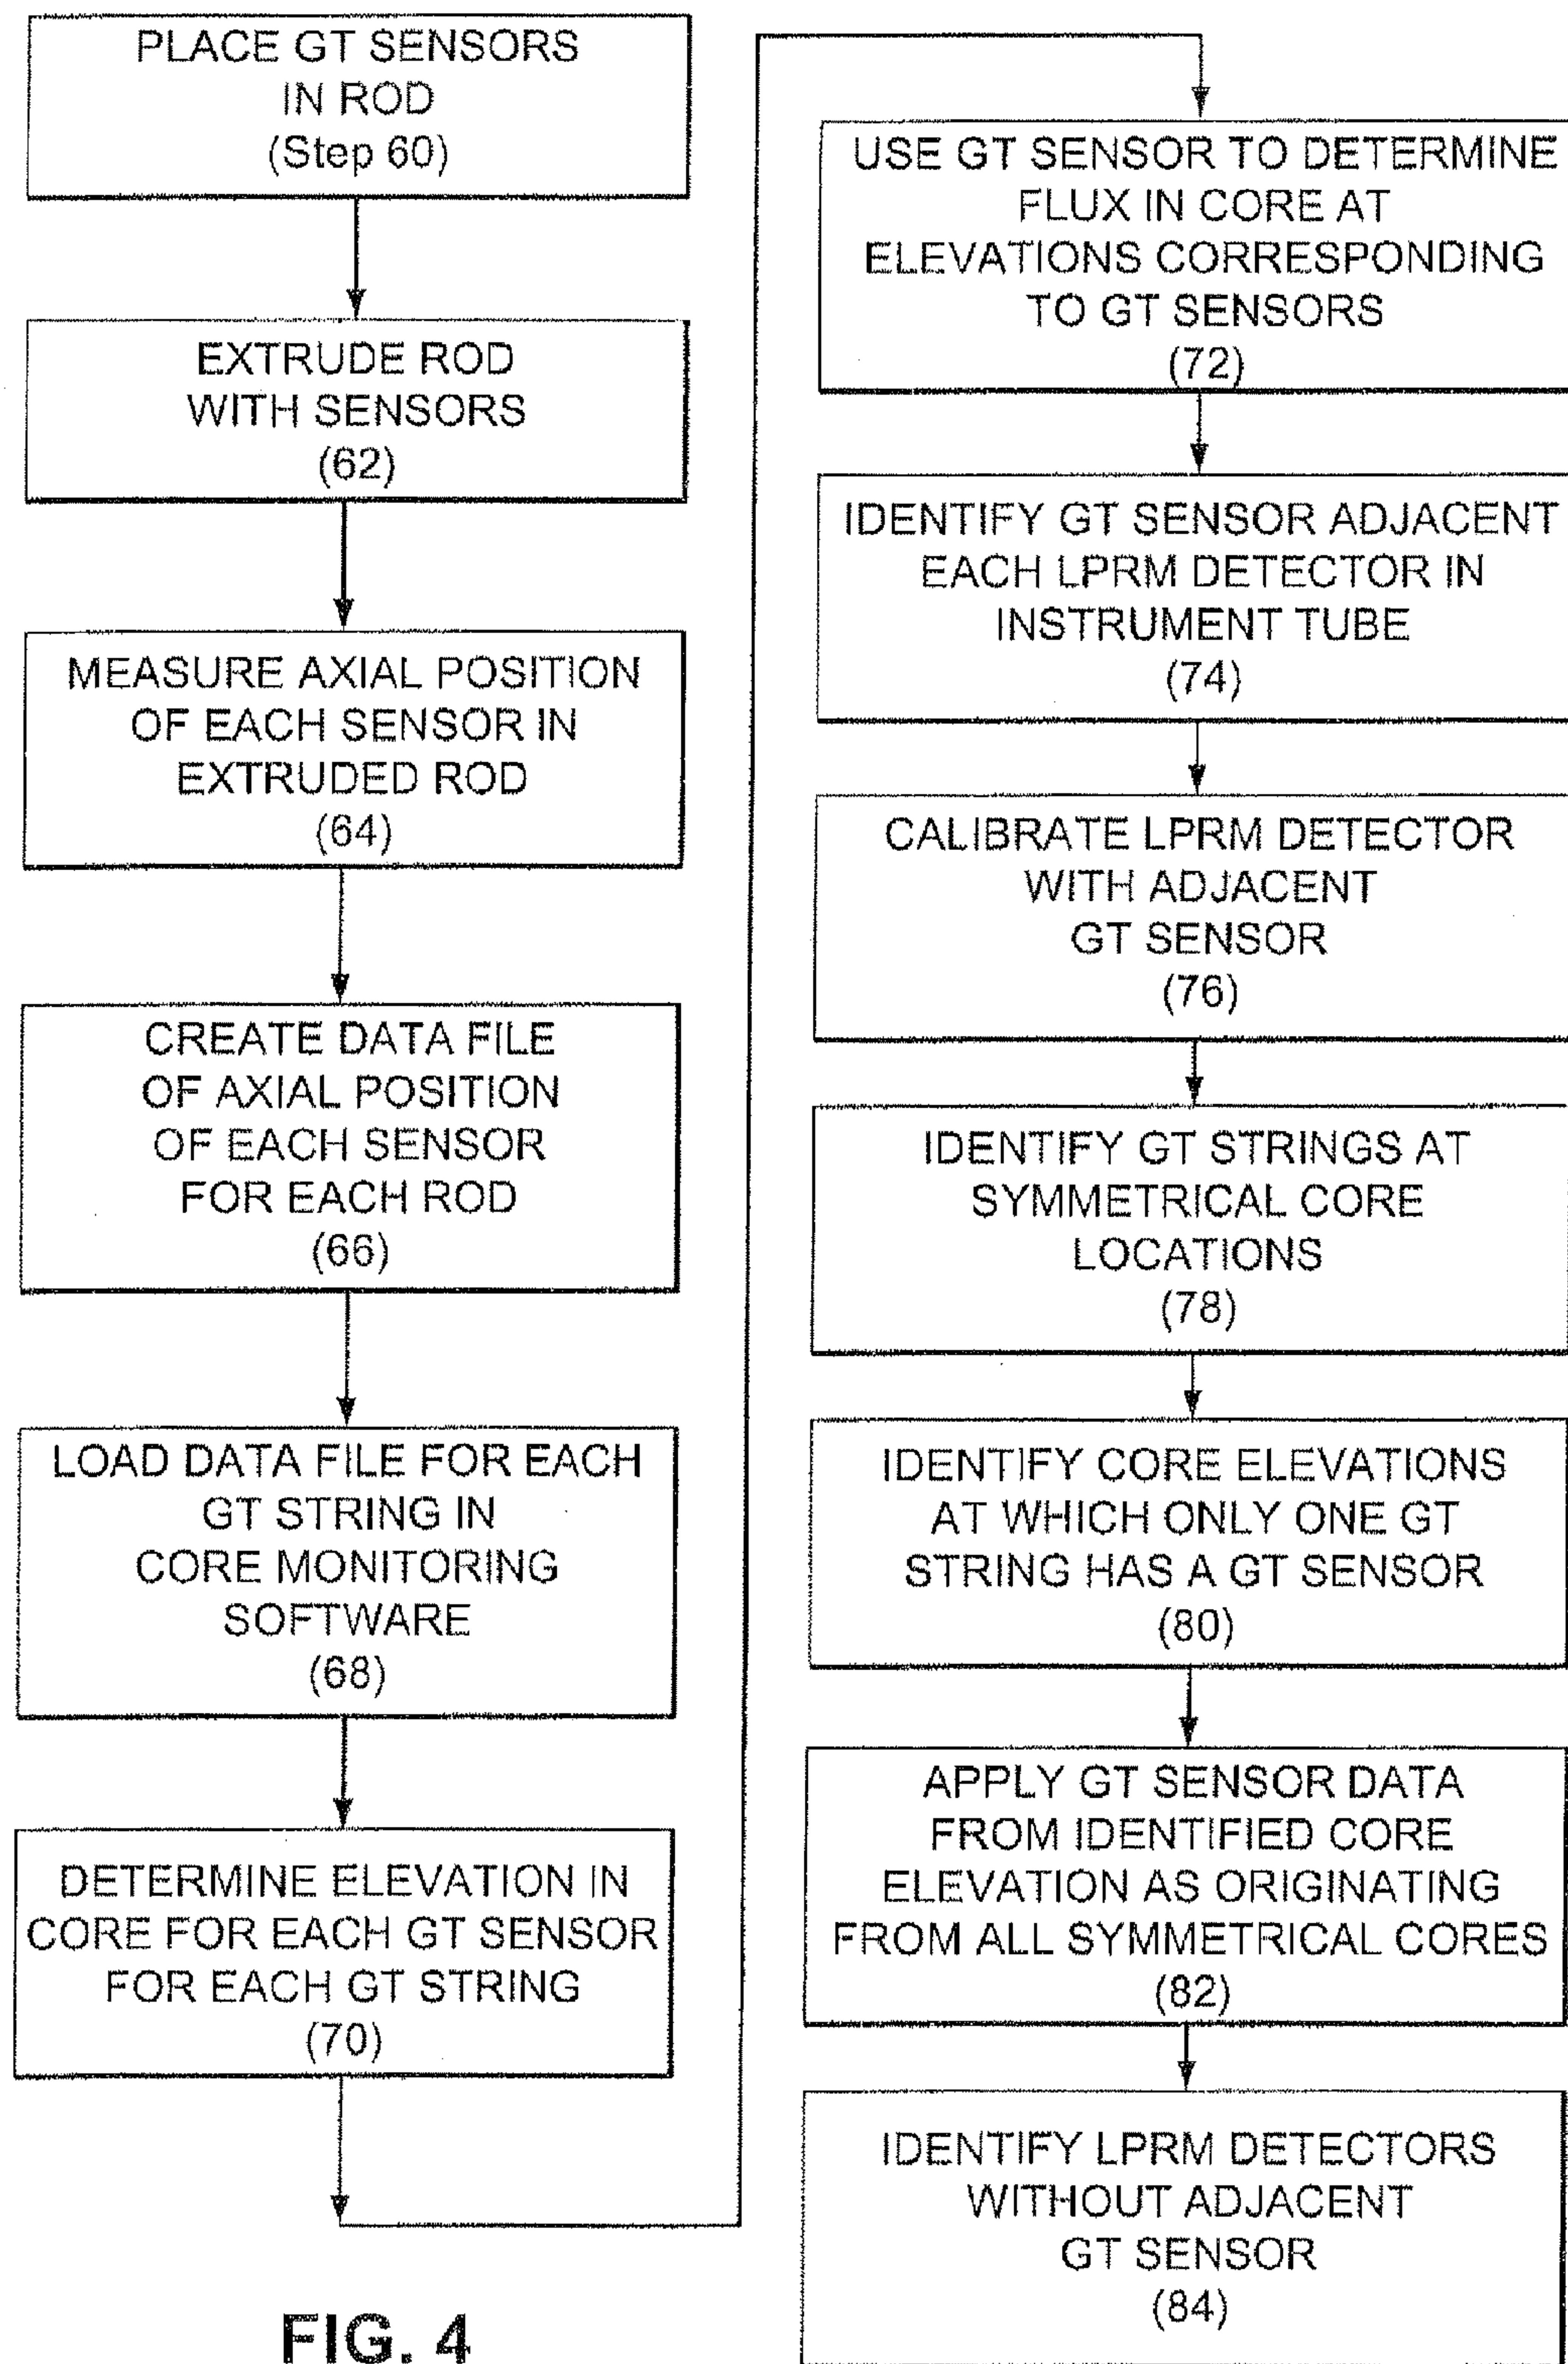 PLACE GT SENSORS
IN ROD
(Step 60)
EXTRUDE ROD
WITH SENSORS
(62)
MEASURE AXIAL POSITION
OF EACH SENSOR IN
EXTRUDED ROD
(64)
CREATE DATA FILE
OF AXIAL POSITION
OF EACH SENSOR
FOR EACH ROD
(66)
LOAD DATA FILE FOR EACH
GT STRING IN
CORE MONITORING
SOFTWARE
(68)
DETERMINE ELEVATION IN
CORE FOR EACH GT SENSOR
FOR EACH GT STRING
(70)
USE GT SENSOR TO DETERMINE
FLUX IN CORE AT
ELEVATIONS CORRESPONDING
TO GT SENSORS
(72)
IDENTIFY GT SENSOR ADJACENT
EACH LPRM DETECTOR IN
INSTRUMENT TUBE
(74)
CALIBRATE LPRM DETECTOR
WITH ADJACENT
GT SENSOR
(76)
IDENTIFY GT STRINGS AT
SYMMETRICAL CORE
LOCATIONS
(78)
IDENTIFY CORE ELEVATIONS
AT WHICH ONLY ONE GT
STRING HAS A GT SENSOR
(80)
APPLY GT SENSOR DATA
FROM IDENTIFIED CORE
ELEVATION AS ORIGINATING
FROM ALL SYMMETRICAL CORES
(82)
IDENTIFY LPRM DETECTORS
WITHOUT ADJACENT
GT SENSOR
(84)
FIG. 4